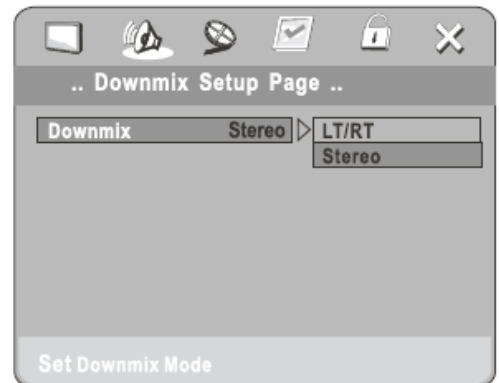 .. Downmix Setup Page ..
Downmix Stereo LT/RT
Stereo
Set Downmix Mode